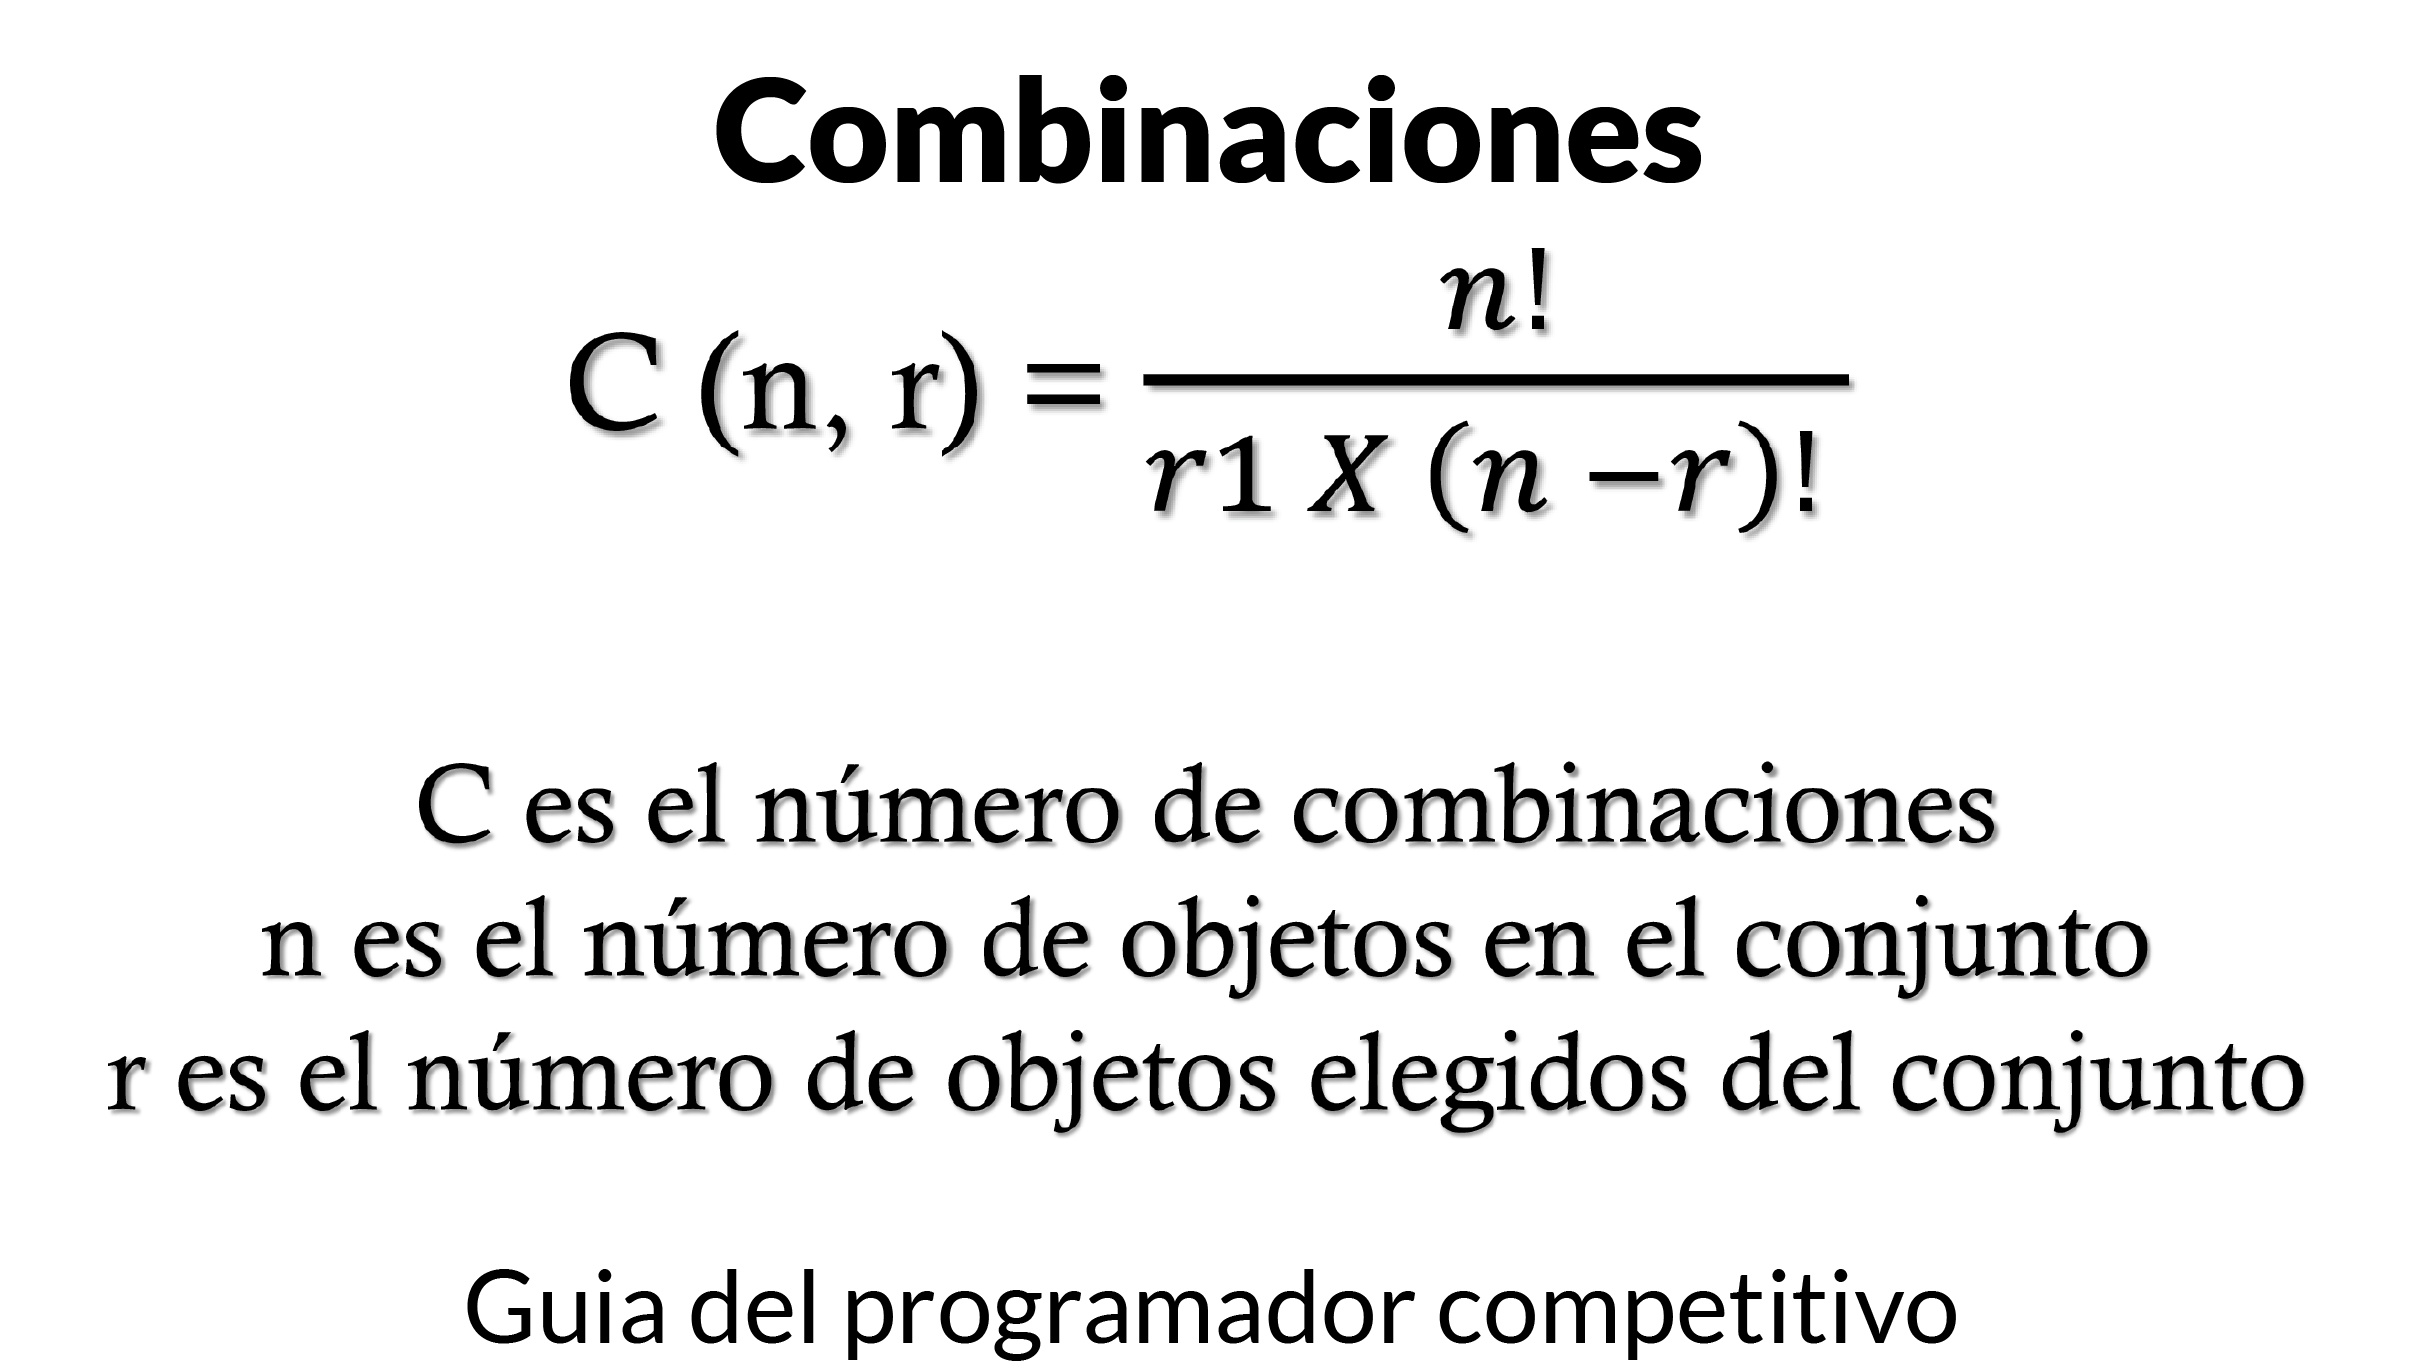 Combinaciones
C (n, r) = n! / r1 X (n − r)!
C es el número de combinaciones
n es el número de objetos en el conjunto
r es el número de objetos elegidos del conjunto
Guia del programador competitivo